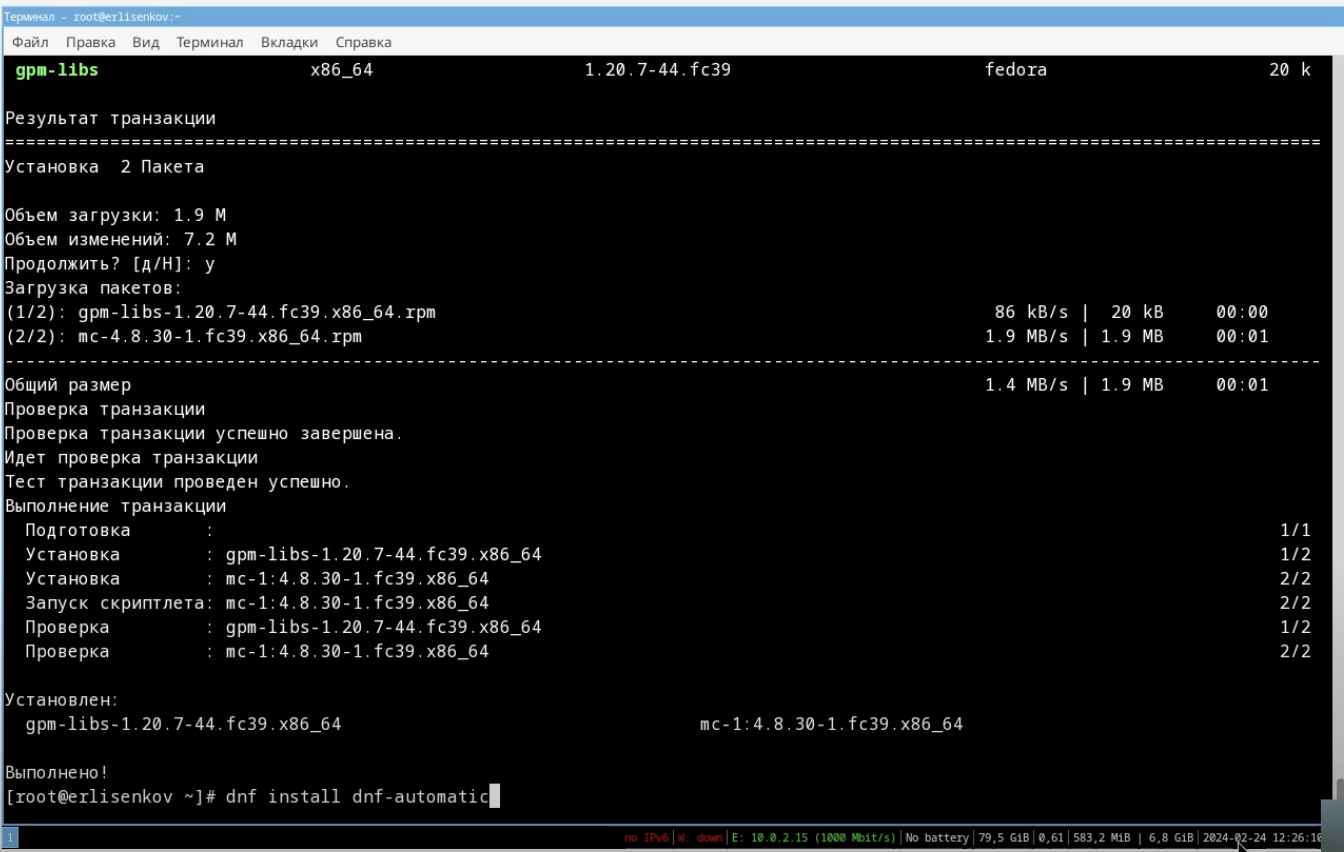 Терминал - root@erlisenkov:~
Файл Правка Вид Терминал Вкладки Справка
gpm-libs x86_64 1.20.7-44.fc39 fedora 20 k
Результат транзакции
================================================================================
Установка 2 Пакета
Объем загрузки: 1.9 M
Объем изменений: 7.2 M
Продолжить? [д/Н]: y
Загрузка пакетов:
(1/2): gpm-libs-1.20.7-44.fc39.x86_64.rpm 86 kB/s | 20 kB 00:00
(2/2): mc-4.8.30-1.fc39.x86_64.rpm 1.9 MB/s | 1.9 MB 00:01
--------------------------------------------------------------------------------
Общий размер 1.4 MB/s | 1.9 MB 00:01
Проверка транзакции
Проверка транзакции успешно завершена.
Идет проверка транзакции
Тест транзакции проведен успешно.
Выполнение транзакции
Подготовка : 1/1
Установка : gpm-libs-1.20.7-44.fc39.x86_64 1/2
Установка : mc-1:4.8.30-1.fc39.x86_64 2/2
Запуск скриптлета: mc-1:4.8.30-1.fc39.x86_64 2/2
Проверка : gpm-libs-1.20.7-44.fc39.x86_64 1/2
Проверка : mc-1:4.8.30-1.fc39.x86_64 2/2
Установлен:
gpm-libs-1.20.7-44.fc39.x86_64 mc-1:4.8.30-1.fc39.x86_64
Выполнено!
[root@erlisenkov ~]# dnf install dnf-automatic
1 no IPv6 | W: down | E: 10.0.2.15 (1000 Mbit/s) | No battery | 79,5 GiB | 0,61 | 583,2 MiB | 6,8 GiB | 2024-02-24